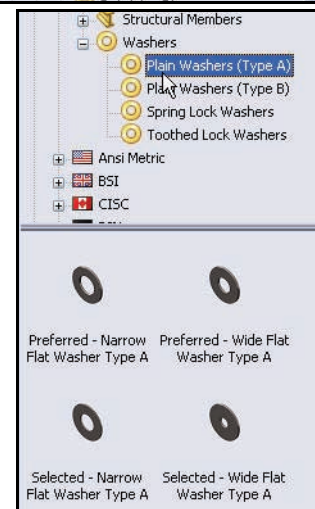 Structural Members
Washers
Plain Washers (Type A)
Plain Washers (Type B)
Spring Lock Washers
Toothed Lock Washers
Ansi Metric
BSI
CISC
Preferred - Narrow
Flat Washer Type A
Preferred - Wide Flat
Washer Type A
Selected - Narrow
Flat Washer Type A
Selected - Wide Flat
Washer Type A